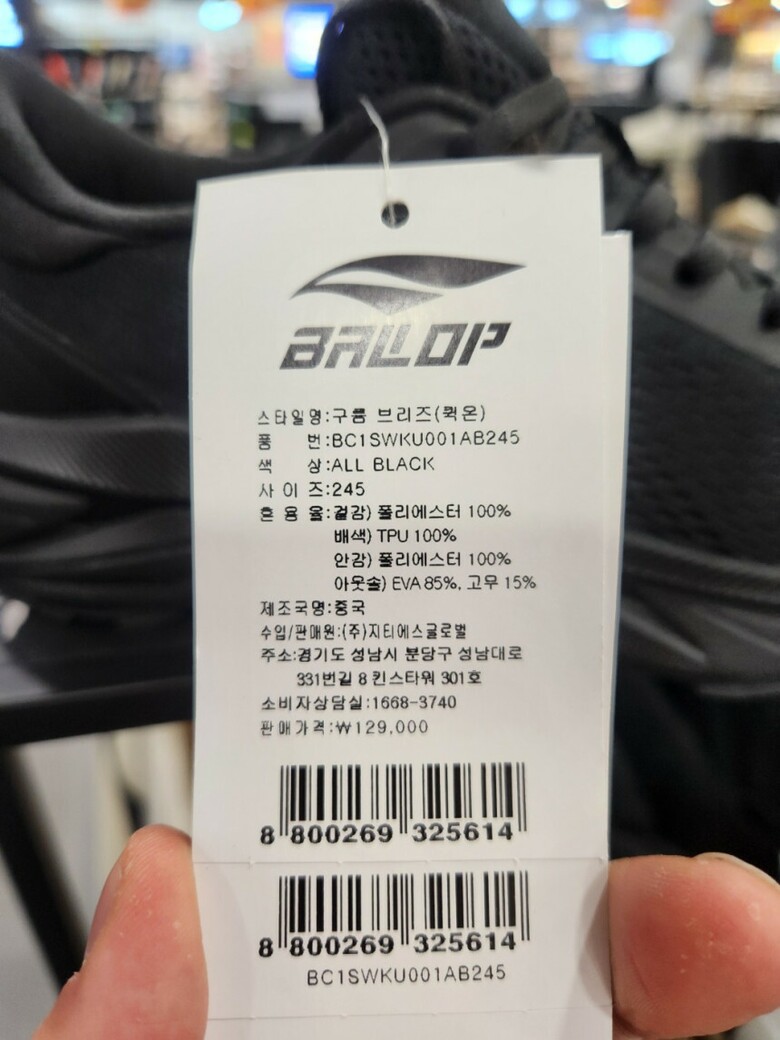 BALLOP
스타일명:구름 브리즈(퀵온)
품 번:BC1SWKU001AB245
색 상:ALL BLACK
사 이 즈:245
혼 용 율:겉감) 폴리에스터 100%
배색) TPU 100%
안감) 폴리에스터 100%
아웃솔) EVA 85%, 고무 15%
제조국명:중국
수입/판매원:(주)지티에스글로벌
주소:경기도 성남시 분당구 성남대로
331번길 8 킨스타워 301호
소비자상담실:1668-3740
판매가격:₩129,000
8 800269 325614
8 800269 325614
BC1SWKU001AB245